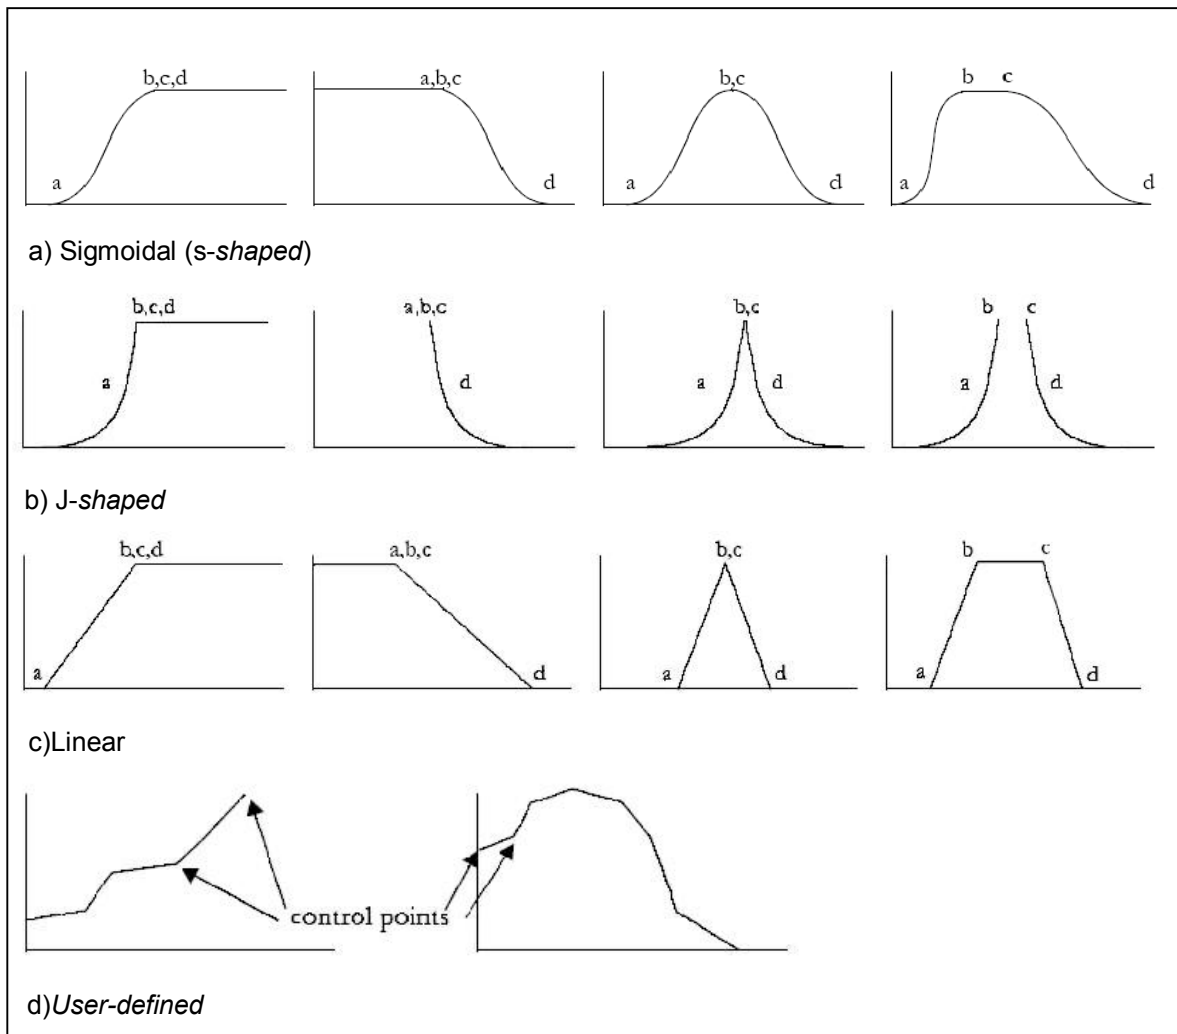 b,c,d a,b,c b,c b c
a d a d a d
a) Sigmoidal (s-shaped)
b,c,d a,b,c b,c b c
a d a d a d
b) J-shaped
b,c,d a,b,c b,c b c
a d a d a d
c)Linear
control points
d)User-defined